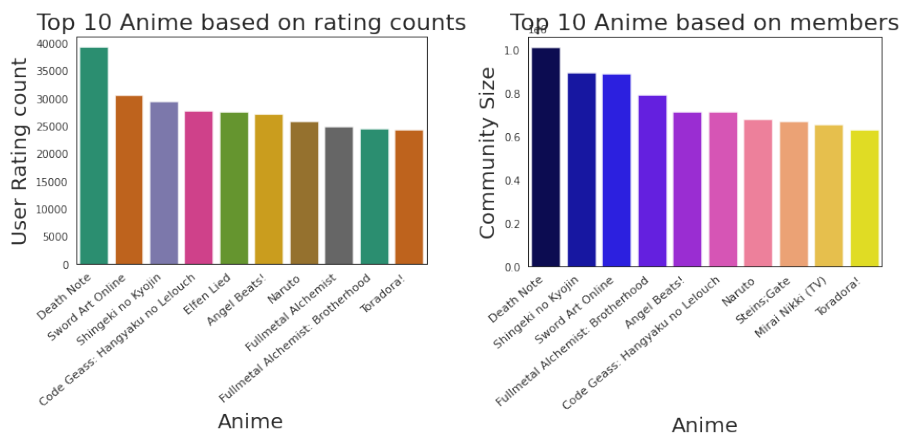 Top 10 Anime based on rating counts
User Rating count
40000
35000
30000
25000
20000
15000
10000
5000
0
Death Note
Sword Art Online
Shingeki no Kyojin
Code Geass: Hangyaku no Lelouch
Elfen Lied
Angel Beats!
Naruto
Fullmetal Alchemist
Fullmetal Alchemist: Brotherhood
Toradora!
Anime
Top 10 Anime based on members
1e6
Community Size
1.0
0.8
0.6
0.4
0.2
0.0
Death Note
Shingeki no Kyojin
Sword Art Online
Fullmetal Alchemist: Brotherhood
Angel Beats!
Code Geass: Hangyaku no Lelouch
Naruto
Steins;Gate
Mirai Nikki (TV)
Toradora!
Anime